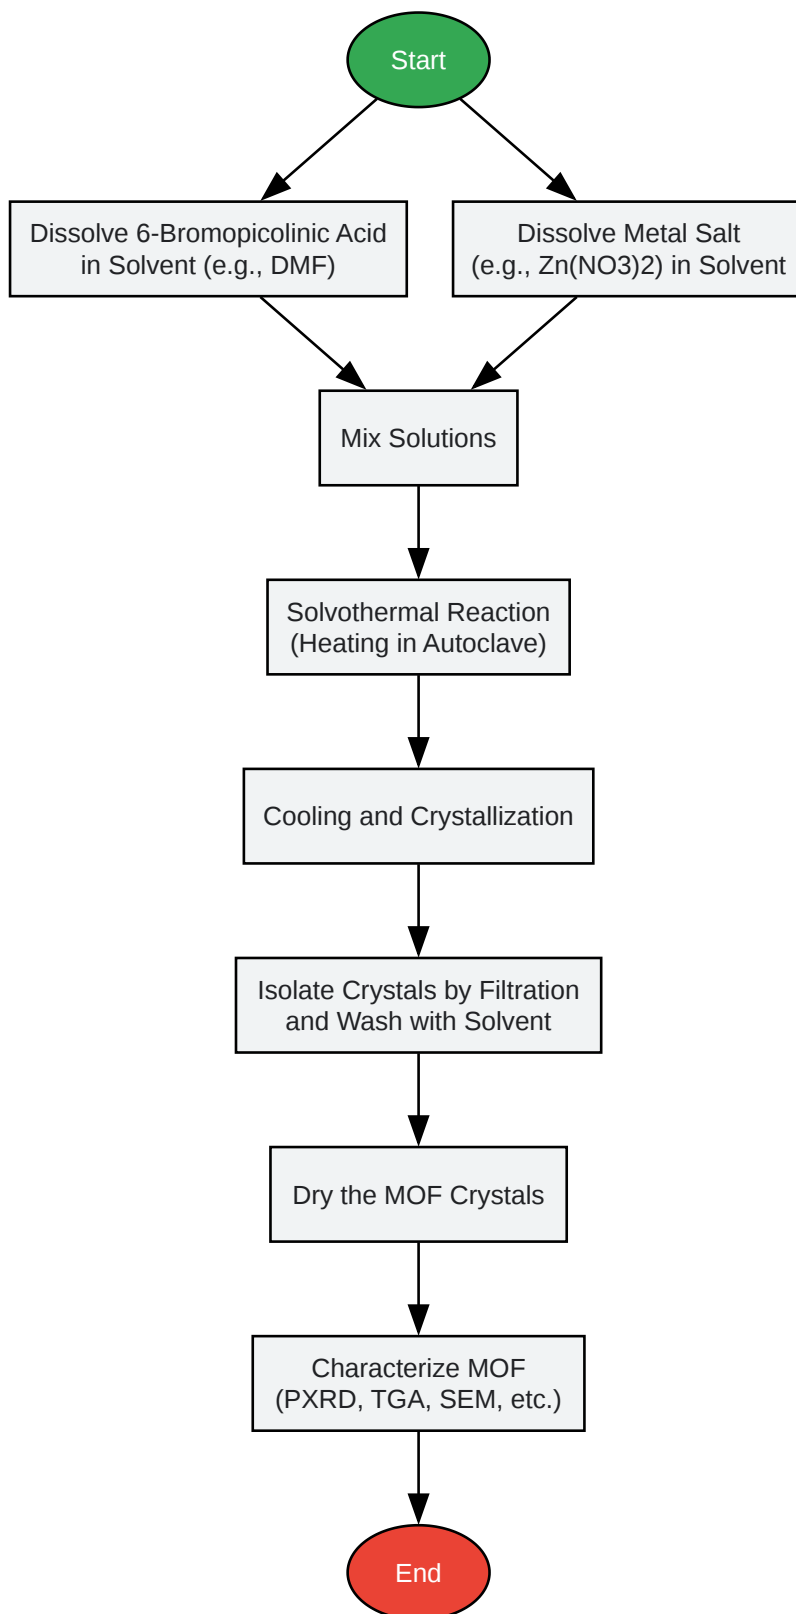 Start
Dissolve 6-Bromopicolinic Acid
in Solvent (e.g., DMF)
Dissolve Metal Salt
(e.g., Zn(NO3)2) in Solvent
Mix Solutions
Solvothermal Reaction
(Heating in Autoclave)
Cooling and Crystallization
Isolate Crystals by Filtration
and Wash with Solvent
Dry the MOF Crystals
Characterize MOF
(PXRD, TGA, SEM, etc.)
End